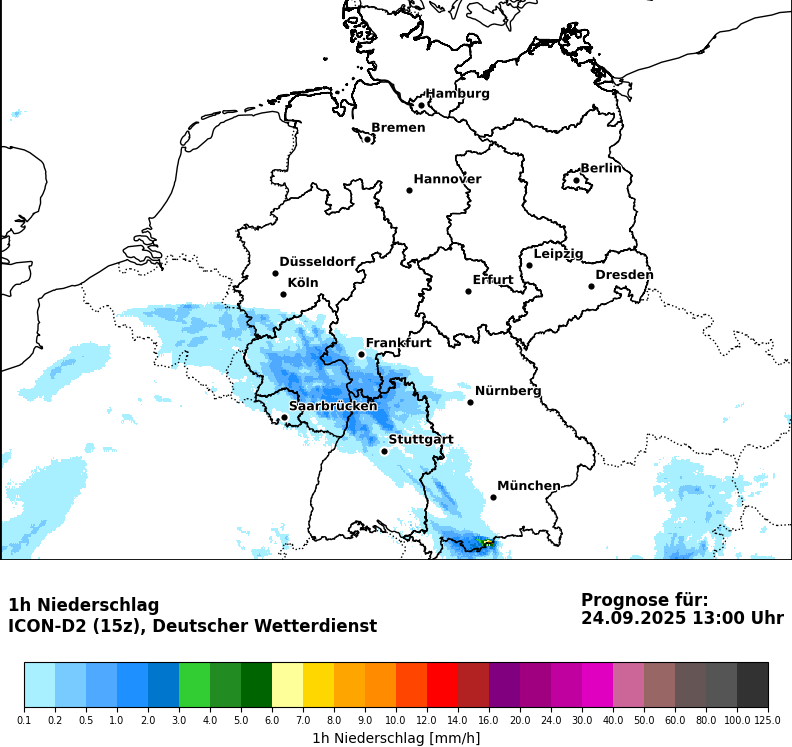 Hamburg
Bremen
Berlin
Hannover
Leipzig
Düsseldorf
Dresden
Köln
Erfurt
Frankfurt
Nürnberg
Saarbrücken
Stuttgart
München
1h Niederschlag
ICON-D2 (15z), Deutscher Wetterdienst
Prognose für:
24.09.2025 13:00 Uhr
0.1 0.2 0.5 1.0 2.0 3.0 4.0 5.0 6.0 7.0 8.0 9.0 10.0 12.0 14.0 16.0 20.0 24.0 30.0 40.0 50.0 60.0 80.0 100.0 125.0
1h Niederschlag [mm/h]